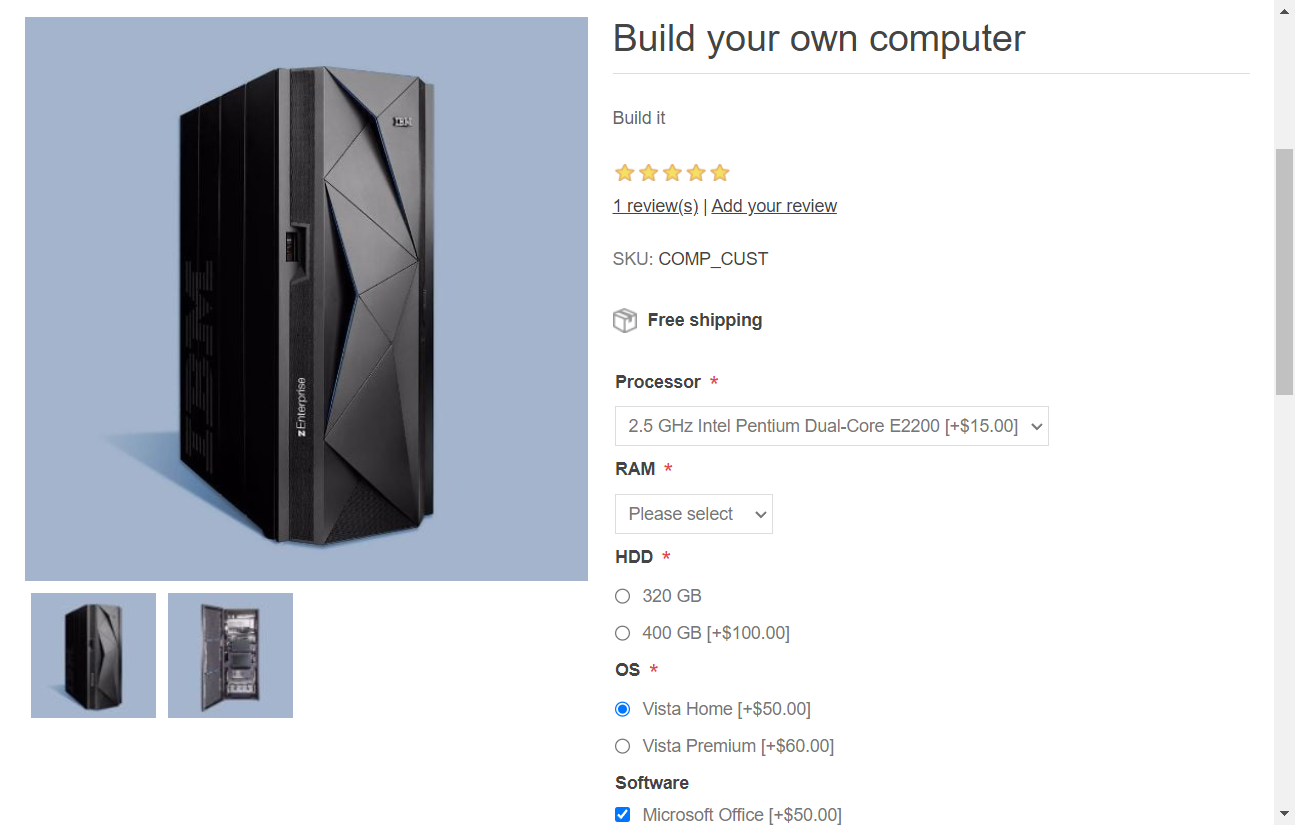 Build your own computer
Build it
1 review(s) | Add your review
SKU: COMP_CUST
Free shipping
Processor *
2.5 GHz Intel Pentium Dual-Core E2200 [+$15.00]
RAM *
Please select
HDD *
320 GB
400 GB [+$100.00]
OS *
Vista Home [+$50.00]
Vista Premium [+$60.00]
Software
Microsoft Office [+$50.00]
IBM
IBM
zEnterprise